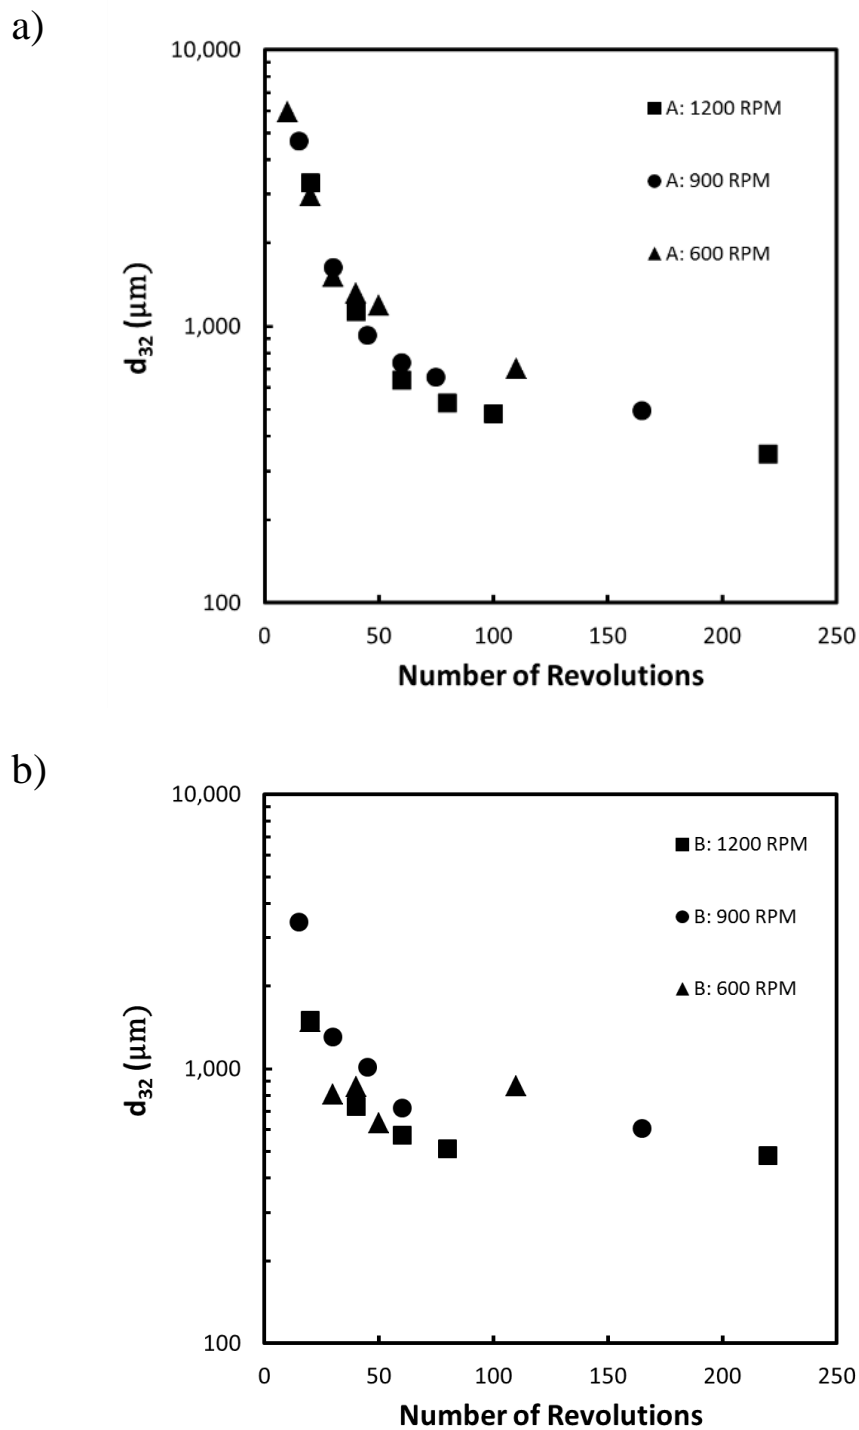 a)
10,000
1,000
100
d32 (μm)
A: 1200 RPM
A: 900 RPM
A: 600 RPM
0 50 100 150 200 250
Number of Revolutions
b)
10,000
1,000
100
d32 (μm)
B: 1200 RPM
B: 900 RPM
B: 600 RPM
0 50 100 150 200 250
Number of Revolutions